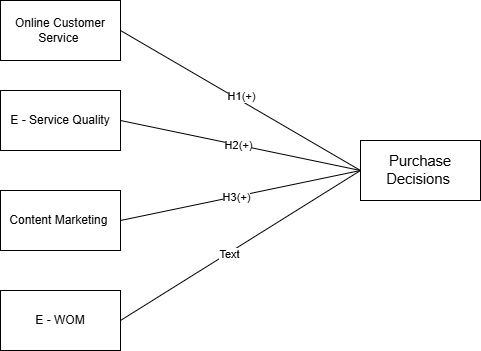 Online Customer
Service
H1(+)
E - Service Quality
H2(+)
Purchase
Decisions
H3(+)
Content Marketing
Text
E - WOM